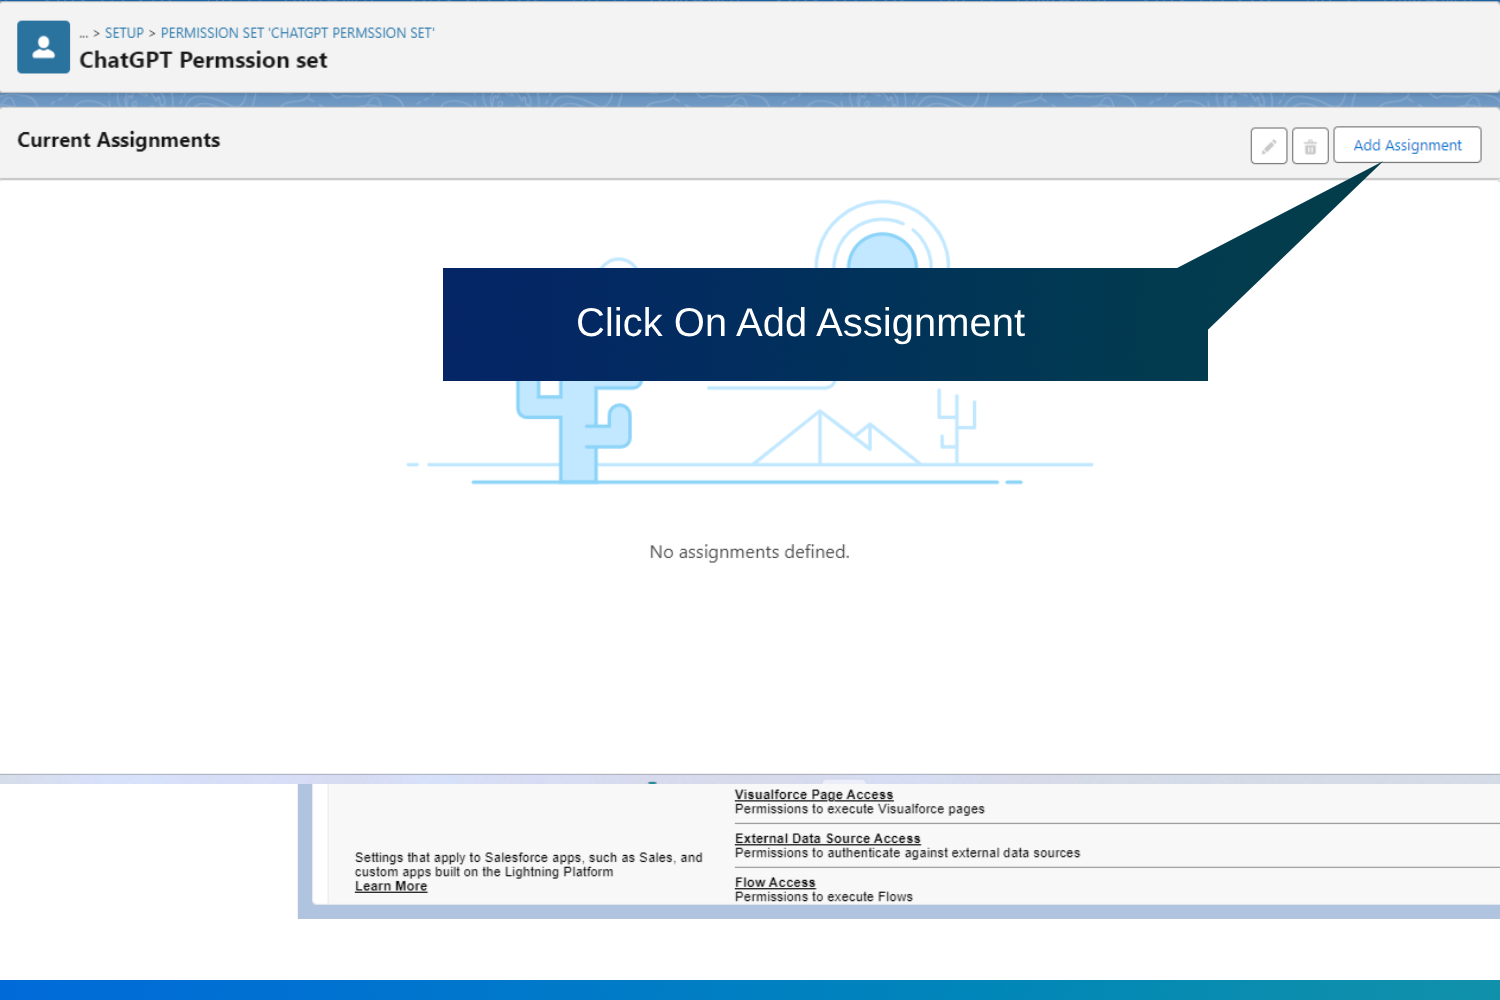 ... > SETUP > PERMISSION SET 'CHATGPT PERMSSION SET'
ChatGPT Permssion set
Current Assignments
Add Assignment
Click On Add Assignment
No assignments defined.
Visualforce Page Access
Permissions to execute Visualforce pages
External Data Source Access
Permissions to authenticate against external data sources
Settings that apply to Salesforce apps, such as Sales, and
custom apps built on the Lightning Platform
Learn More
Flow Access
Permissions to execute Flows